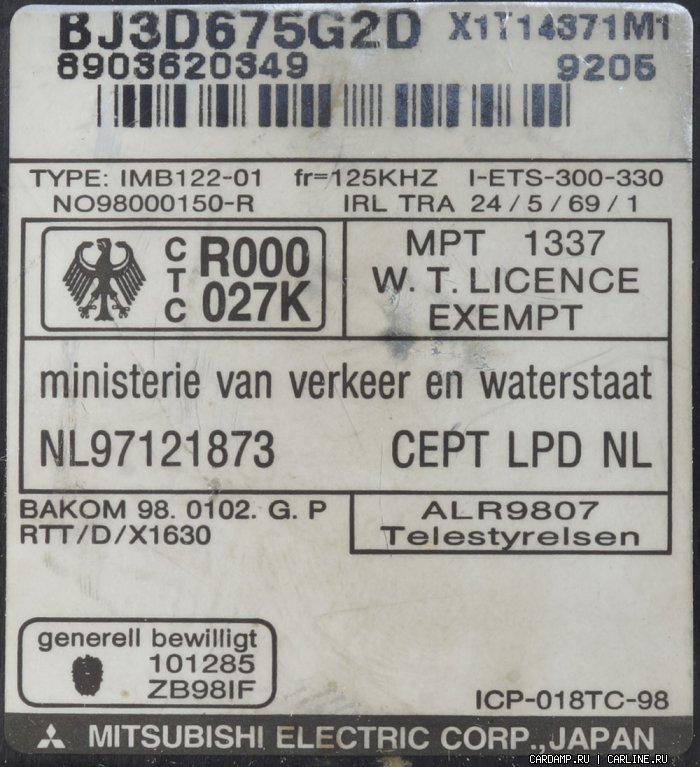 BJ3D675G2D X1T14371M1
8903620349 9205
TYPE: IMB122-01 fr=125KHZ I-ETS-300-330
NO98000150-R IRL TRA 24/5/69/1
CTC R000 027K
MPT 1337
W. T. LICENCE
EXEMPT
ministerie van verkeer en waterstaat
NL97121873 CEPT LPD NL
BAKOM 98. 0102. G. P
RTT/D/X1630
ALR9807
Telestyrelsen
generell bewilligt
101285
ZB98IF
ICP-018TC-98
MITSUBISHI ELECTRIC CORP., JAPAN
CARDAMP.RU | CARLINE.RU